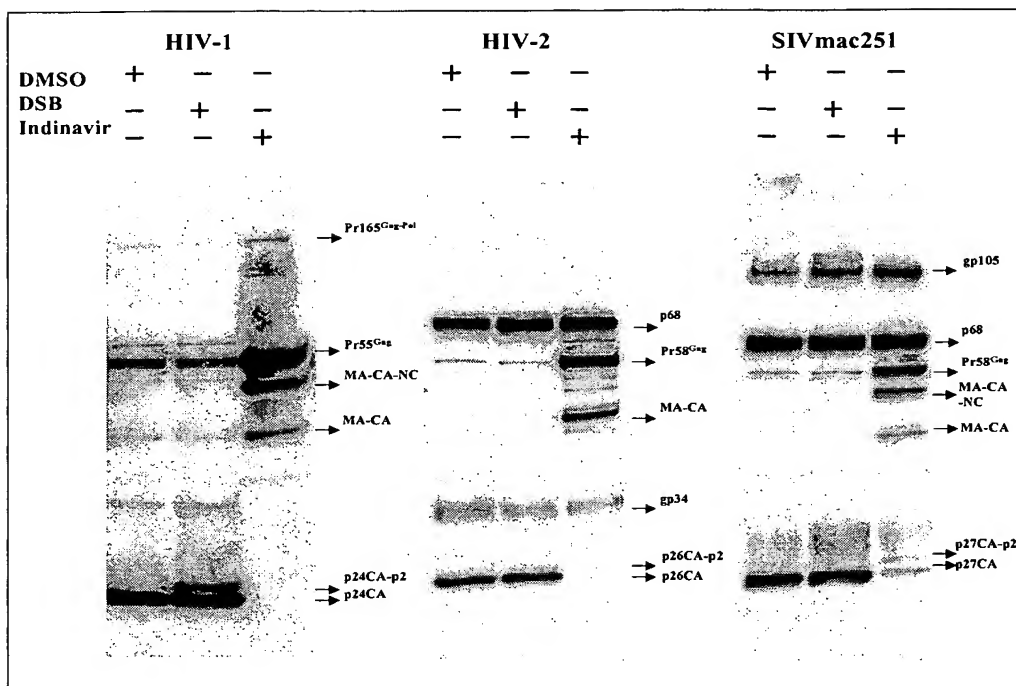 HIV-1 HIV-2 SIVmac251
DMSO + − − + − − + − −
DSB − + − − + − − + −
Indinavir − − + − − + − − +
Pr165Gag-Pol
Pr55Gag
MA-CA-NC
MA-CA
p24CA-p2
p24CA
p68
Pr58Gag
MA-CA
gp34
p26CA-p2
p26CA
gp105
p68
Pr58Gag
MA-CA
-NC
MA-CA
p27CA-p2
p27CA